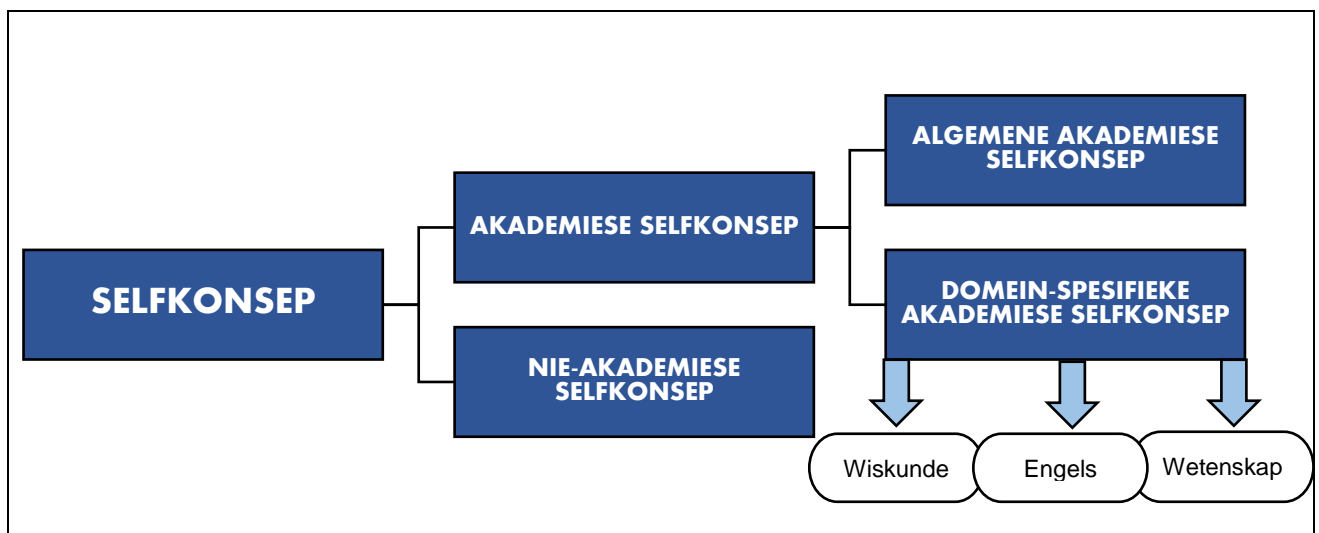 SELFKONSEP
AKADEMIESE SELFKONSEP
NIE-AKADEMIESE
SELFKONSEP
ALGEMENE AKADEMIESE
SELFKONSEP
DOMEIN-SPESIFIEKE
AKADEMIESE SELFKONSEP
Wiskunde
Engels
Wetenskap